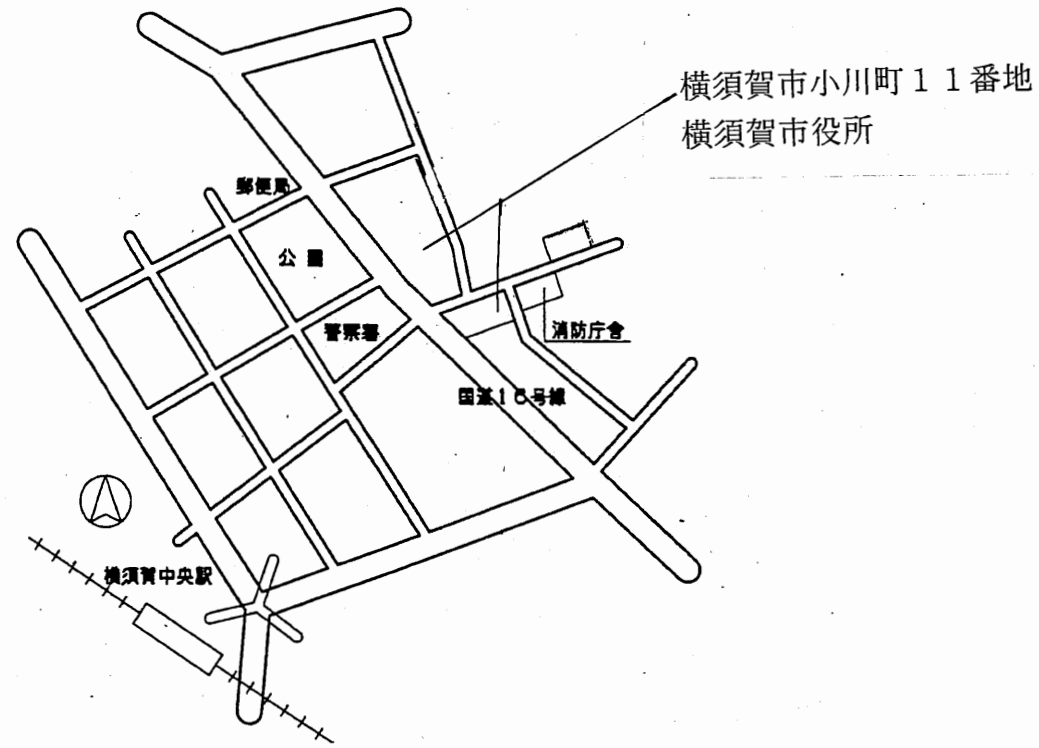 横須賀市小川町１１番地
横須賀市役所
郵便局
公園
警察署
消防庁舎
国道16号線
横須賀中央駅